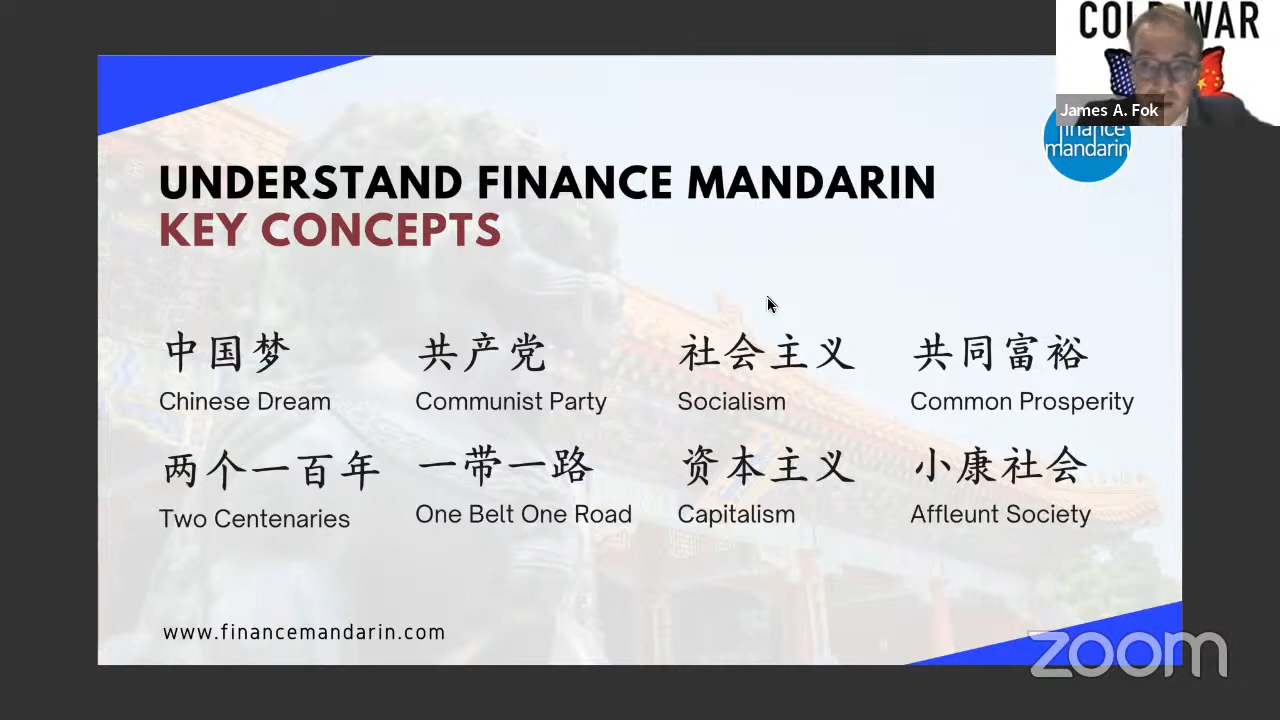 COLD WAR
James A. Fok
finance
mandarin
UNDERSTAND FINANCE MANDARIN
KEY CONCEPTS
中国梦
Chinese Dream
共产党
Communist Party
社会主义
Socialism
共同富裕
Common Prosperity
两个一百年
Two Centenaries
一带一路
One Belt One Road
资本主义
Capitalism
小康社会
Affleunt Society
www.financemandarin.com
zoom